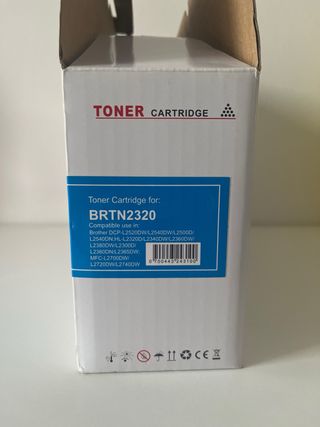 TONER CARTRIDGE
Toner Cartridge for:
BRTN2320
Compatible use in:
Brother DCP-L2520DW/L2540DW/L2500D/
L2540DN,HL-L2320D/L2340DW/L2360DW/
L2380DW/L2300D/
L2360DN/L2365DW;
MFC-L2700DW/
L2720DW/L2740DW
CE